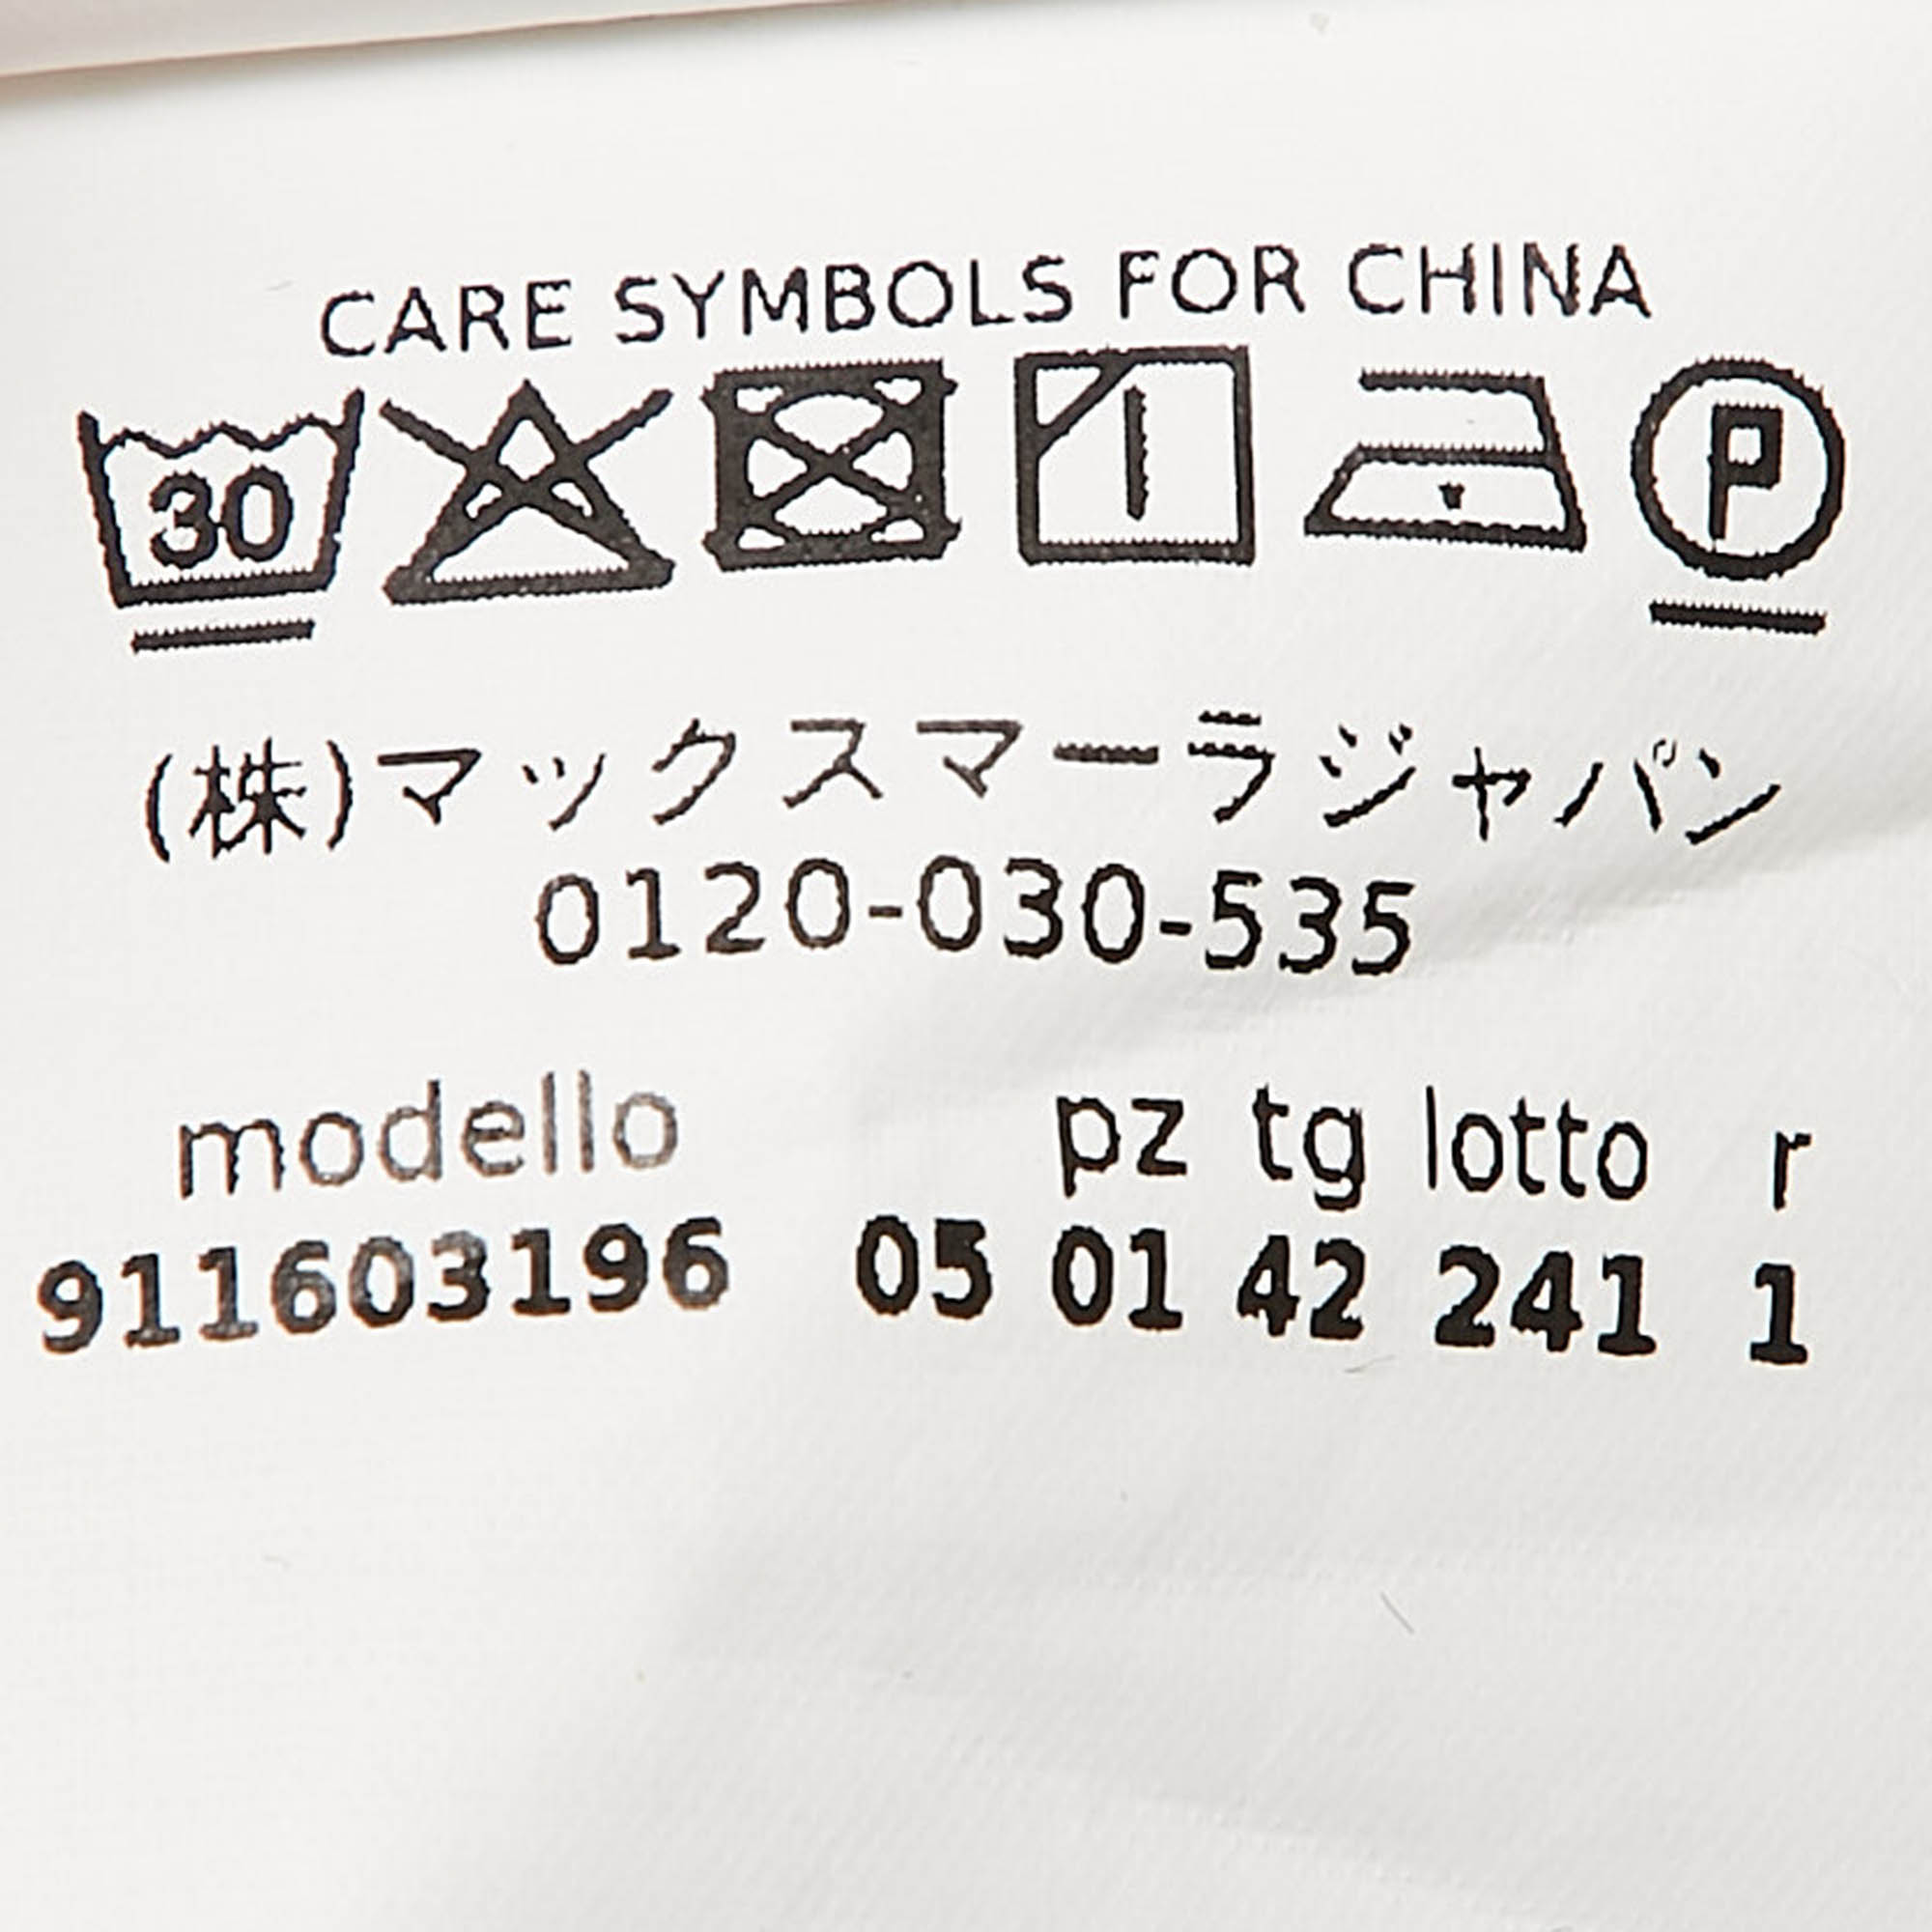 CARE SYMBOLS FOR CHINA
30 P
(株)マックスマーラジャパン
0120-030-535
modello pz tg lotto r
911603196 05 01 42 241 1